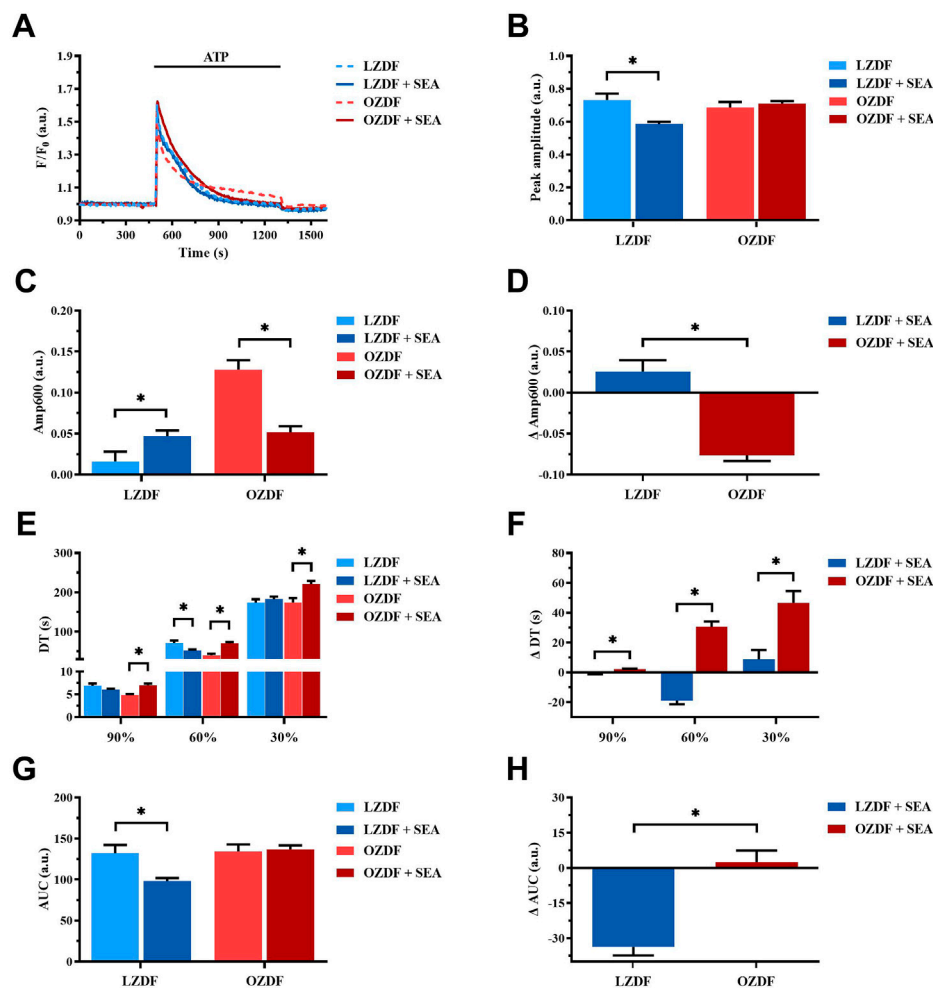 A
ATP
F/F0 (a.u.)
1.9
1.7
1.5
1.3
1.1
0.9
0 300 600 900 1200 1500
Time (s)
LZDF
LZDF + SEA
OZDF
OZDF + SEA
B
Peak amplitude (a.u.)
1.0
0.8
0.6
0.4
0.2
0.0
*
LZDF OZDF
LZDF
LZDF + SEA
OZDF
OZDF + SEA
C
Amp600 (a.u.)
0.20
0.15
0.10
0.05
0.00
* *
LZDF OZDF
LZDF
LZDF + SEA
OZDF
OZDF + SEA
D
Δ Amp600 (a.u.)
0.10
0.05
0.00
-0.05
-0.10
*
LZDF OZDF
LZDF + SEA
OZDF + SEA
E
DT (s)
300
200
100
10
5
0
* * * *
90% 60% 30%
LZDF
LZDF + SEA
OZDF
OZDF + SEA
F
Δ DT (s)
80
60
40
20
0
-20
* * *
90% 60% 30%
LZDF + SEA
OZDF + SEA
G
AUC (a.u.)
200
150
100
50
0
*
LZDF OZDF
LZDF
LZDF + SEA
OZDF
OZDF + SEA
H
Δ AUC (a.u.)
30
15
0
-15
-30
*
LZDF OZDF
LZDF + SEA
OZDF + SEA